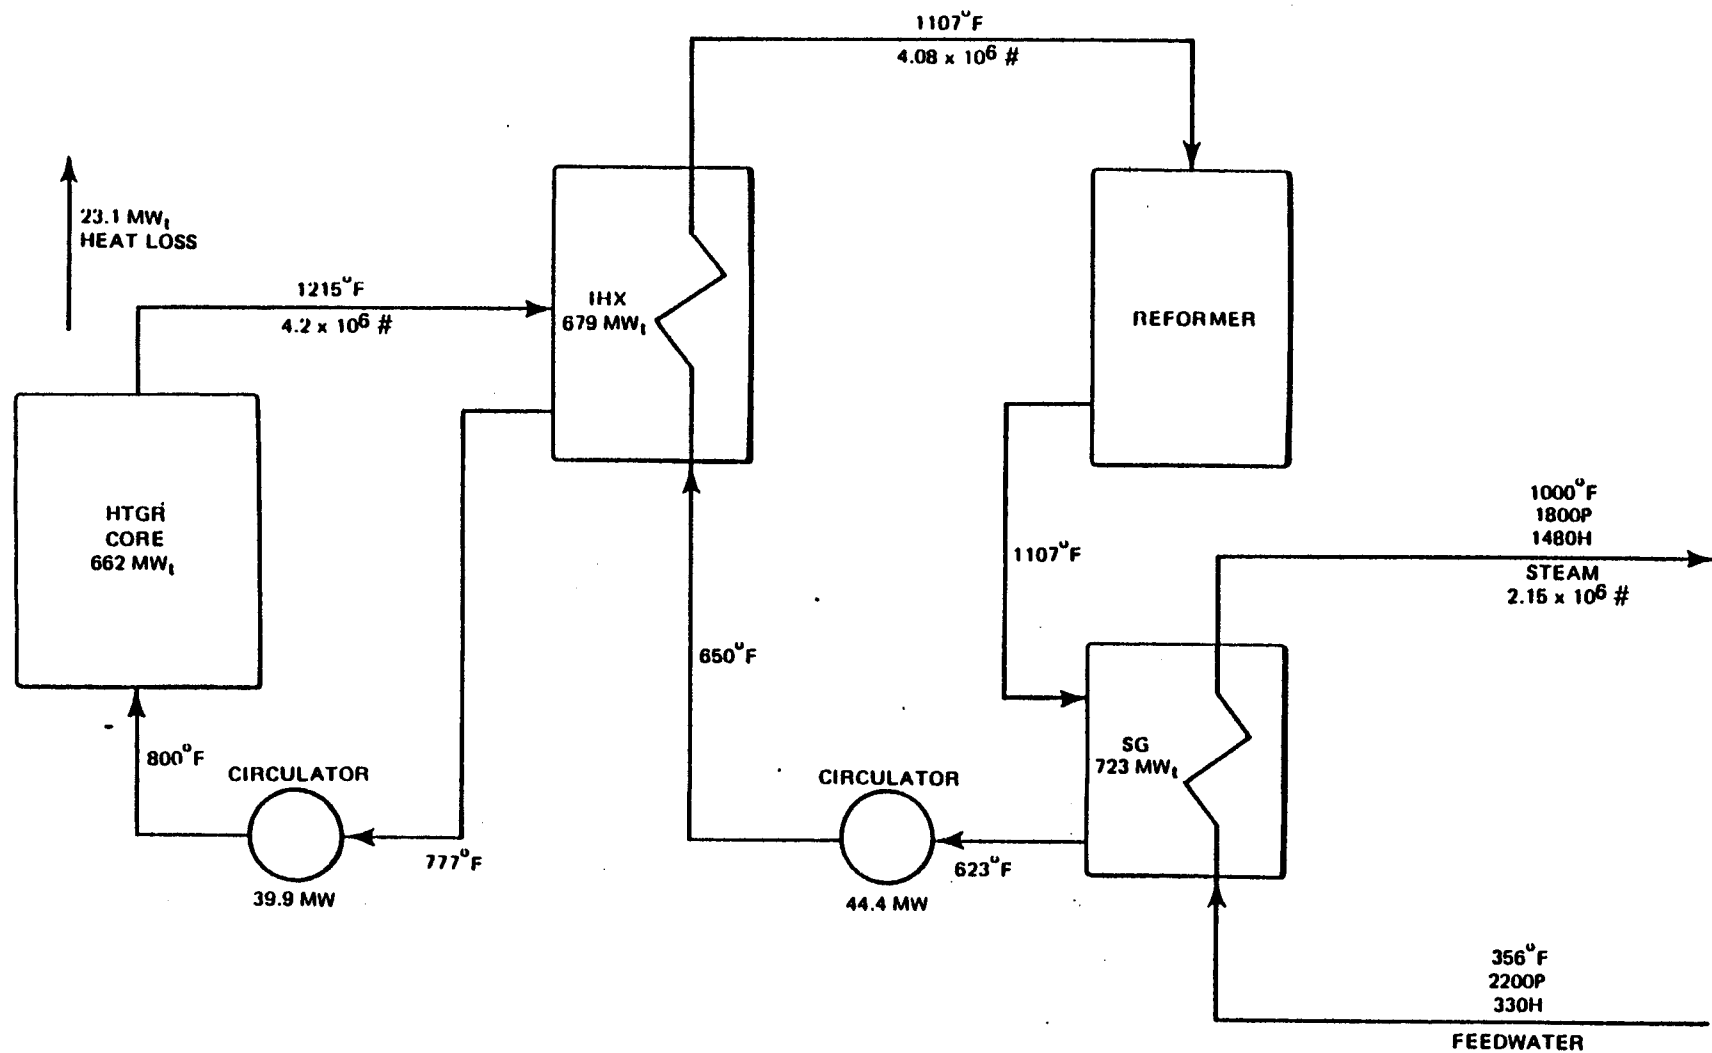 1107°F
4.08 x 10⁶ #
23.1 MWₜ
HEAT LOSS
1215°F
4.2 x 10⁶ #
IHX
679 MWₜ
REFORMER
HTGR
CORE
662 MWₜ
1000°F
1800P
1480H
STEAM
2.15 x 10⁶ #
1107°F
650°F
800°F
CIRCULATOR
39.9 MW
777°F
CIRCULATOR
44.4 MW
623°F
SG
723 MWₜ
356°F
2200P
330H
FEEDWATER